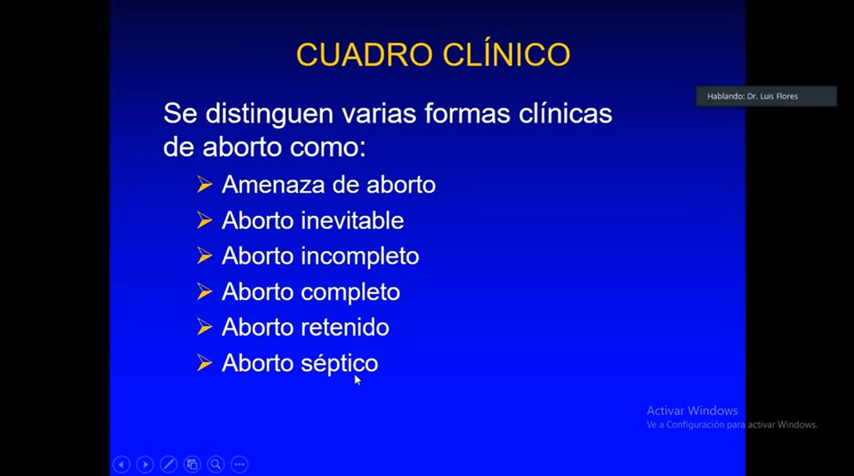 CUADRO CLÍNICO
Hablando: Dr. Luis Flores
Se distinguen varias formas clínicas
de aborto como:
Amenaza de aborto
Aborto inevitable
Aborto incompleto
Aborto completo
Aborto retenido
Aborto séptico
Activar Windows
Ve a Configuración para activar Windows.